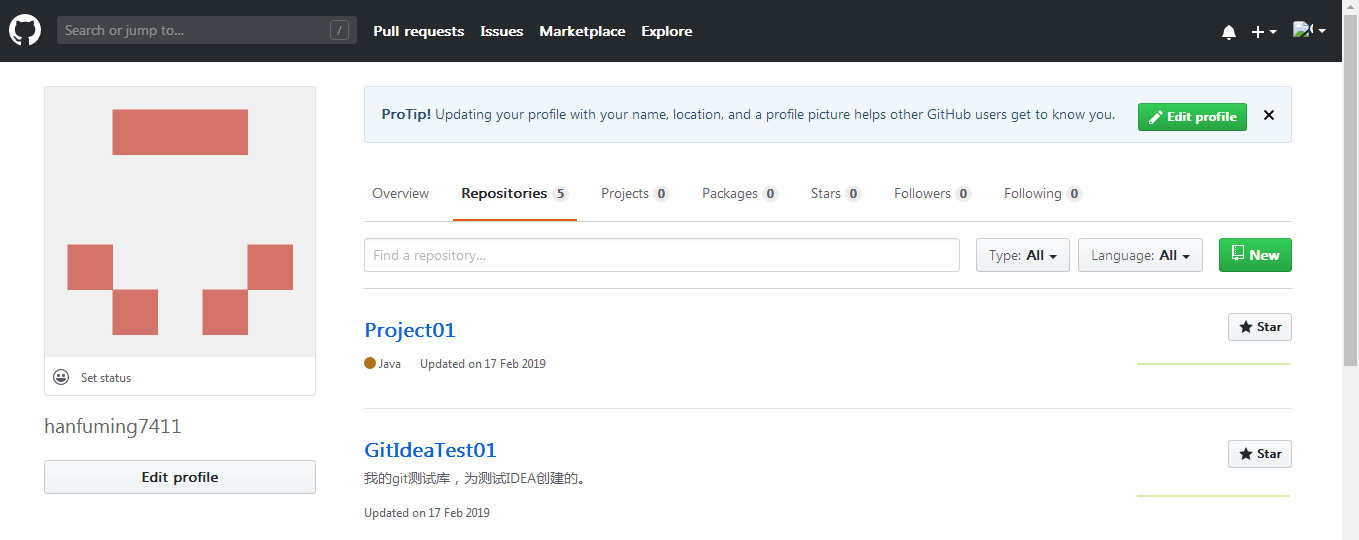 Search or jump to... / Pull requests Issues Marketplace Explore
ProTip! Updating your profile with your name, location, and a profile picture helps other GitHub users get to know you. Edit profile
Overview Repositories 5 Projects 0 Packages 0 Stars 0 Followers 0 Following 0
Find a repository... Type: All Language: All New
Project01 Star
Java Updated on 17 Feb 2019
Set status
hanfuming7411
GitIdeaTest01 Star
我的git测试库，为测试IDEA创建的。
Edit profile
Updated on 17 Feb 2019